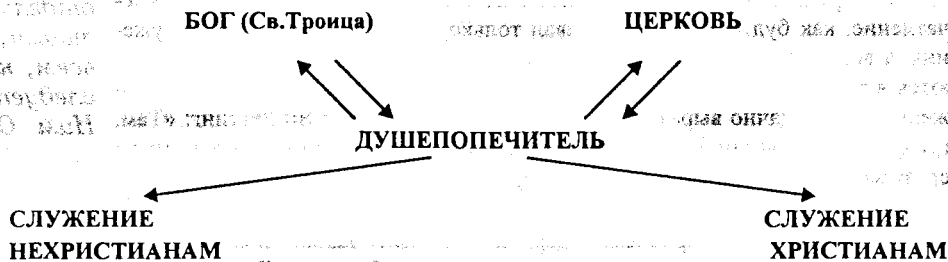 БОГ (Св.Троица) ЦЕРКОВЬ
ДУШЕПОПЕЧИТЕЛЬ
СЛУЖЕНИЕ СЛУЖЕНИЕ
НЕХРИСТИАНАМ ХРИСТИАНАМ